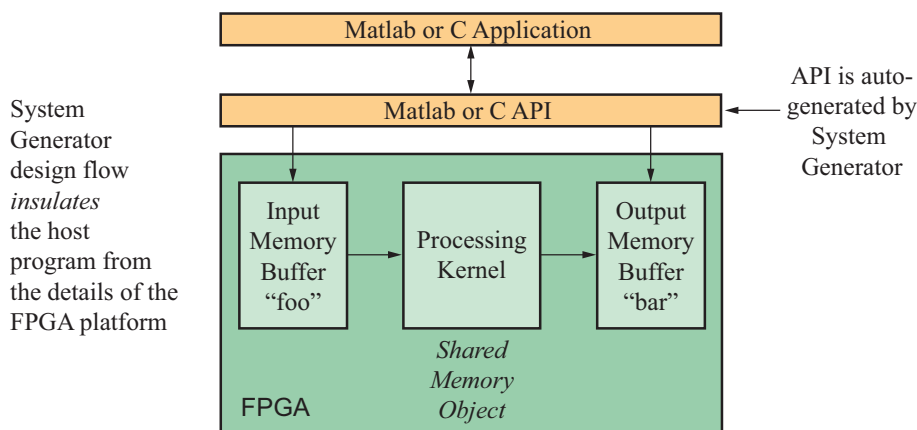 Matlab or C Application
Matlab or C API
API is auto-
generated by
System
Generator
System
Generator
design flow
insulates
the host
program from
the details of the
FPGA platform
Input
Memory
Buffer
“foo”
Processing
Kernel
Output
Memory
Buffer
“bar”
Shared
Memory
Object
FPGA